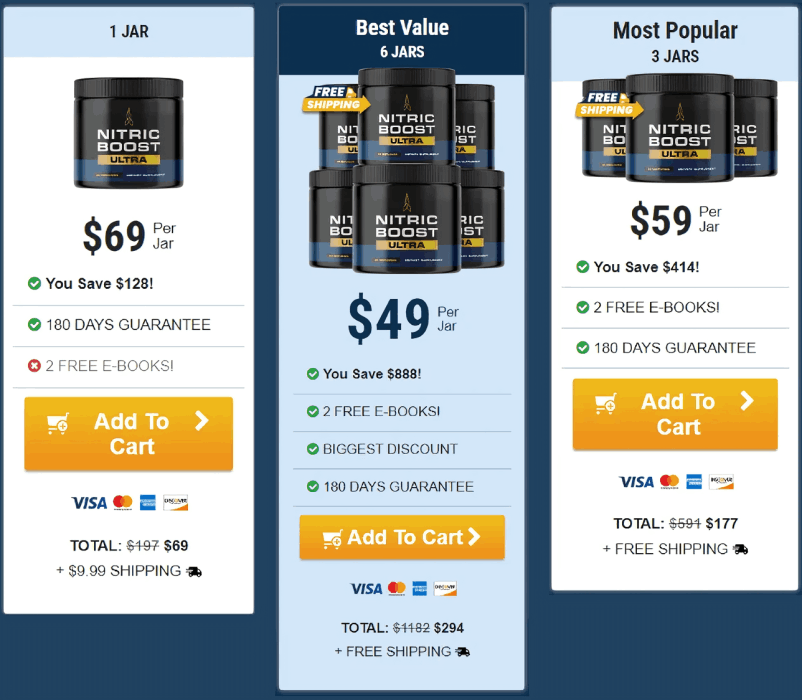 1 JAR
NITRIC
BOOST
ULTRA
$69 Per
Jar
You Save $128!
180 DAYS GUARANTEE
2 FREE E-BOOKS!
Add To
Cart
VISA DISCOVER
TOTAL: $197 $69
+ $9.99 SHIPPING
Best Value
6 JARS
FREE
SHIPPING
NITRIC
BOOST
ULTRA
NITRIC
BOOST
ULTRA
$49 Per
Jar
You Save $888!
2 FREE E-BOOKS!
BIGGEST DISCOUNT
180 DAYS GUARANTEE
Add To Cart
VISA DISCOVER
TOTAL: $1182 $294
+ FREE SHIPPING
Most Popular
3 JARS
FREE
SHIPPING
NITRIC
BOOST
ULTRA
$59 Per
Jar
You Save $414!
2 FREE E-BOOKS!
180 DAYS GUARANTEE
Add To
Cart
VISA DISCOVER
TOTAL: $591 $177
+ FREE SHIPPING